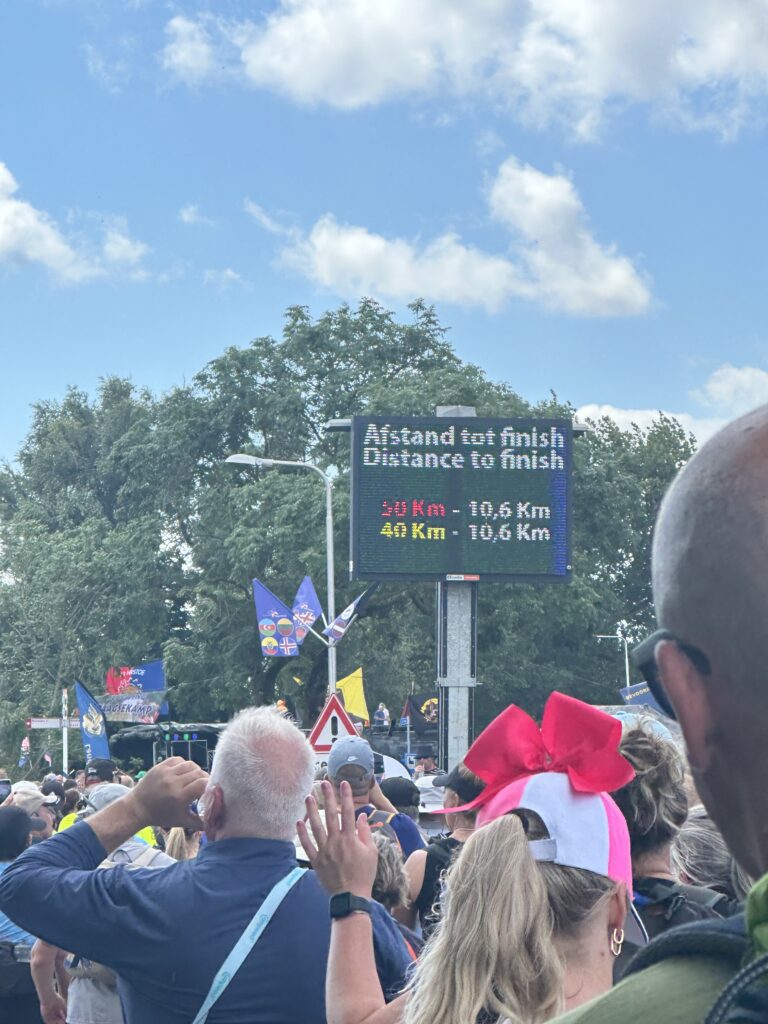 Afstand tot finish
Distance to finish
50 Km - 10,6 Km
40 Km - 10,6 Km